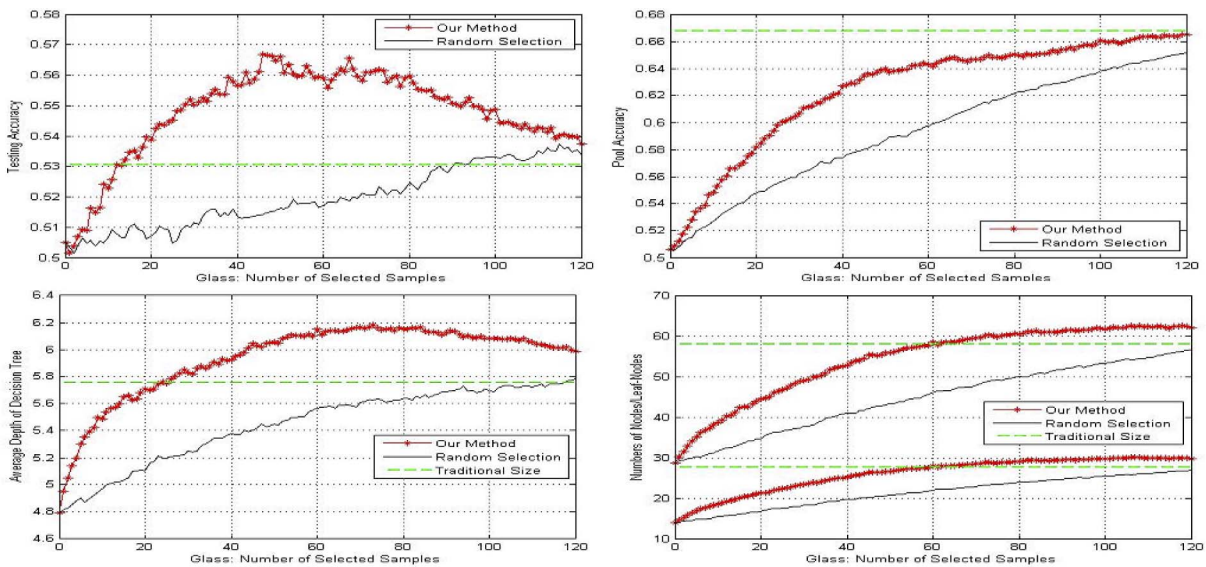 0.58
0.57
0.56
0.55
0.54
0.53
0.52
0.51
0.5
Testing Accuracy
Our Method
Random Selection
0 20 40 60 80 100 120
Glass: Number of Selected Samples
0.68
0.66
0.64
0.62
0.6
0.58
0.56
0.54
0.52
0.5
Pool Accuracy
Our Method
Random Selection
0 20 40 60 80 100 120
Glass: Number of Selected Samples
6.4
6.2
6
5.8
5.6
5.4
5.2
5
4.8
4.6
Average Depth of Decision Tree
Our Method
Random Selection
Traditional Size
0 20 40 60 80 100 120
Glass: Number of Selected Samples
70
60
50
40
30
20
10
Numbers of Nodes/Leaf-Nodes
Our Method
Random Selection
Traditional Size
0 20 40 60 80 100 120
Glass: Number of Selected Samples